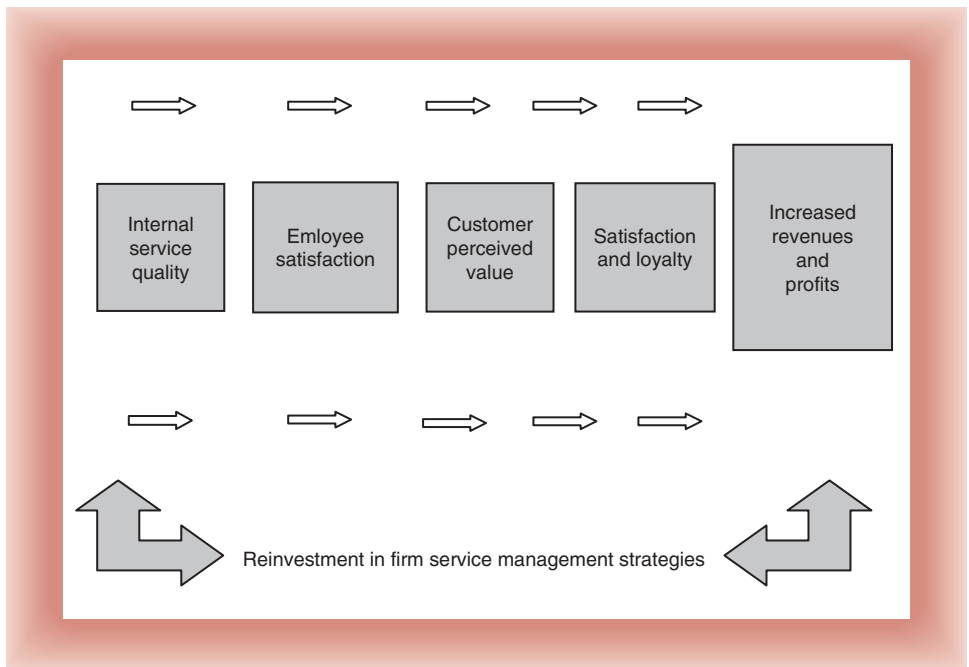 Internal
service
quality
Emloyee
satisfaction
Customer
perceived
value
Satisfaction
and loyalty
Increased
revenues
and
profits
Reinvestment in firm service management strategies